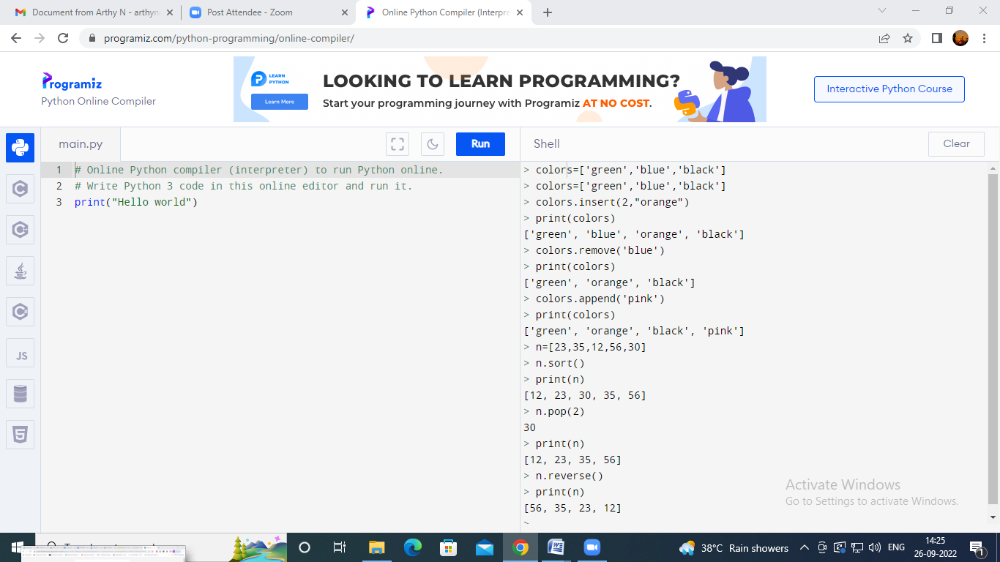 Document from Arthy N - arthyn
Post Attendee - Zoom
Online Python Compiler (Interpre
programiz.com/python-programming/online-compiler/
Programiz
Python Online Compiler
LEARN
PYTHON
Learn More
LOOKING TO LEARN PROGRAMMING?
Start your programming journey with Programiz AT NO COST.
Interactive Python Course
main.py
Run
Shell
Clear
1 # Online Python compiler (interpreter) to run Python online.
2 # Write Python 3 code in this online editor and run it.
3 print("Hello world")
JS
> colors=['green','blue','black']
> colors=['green','blue','black']
> colors.insert(2,"orange")
> print(colors)
['green', 'blue', 'orange', 'black']
> colors.remove('blue')
> print(colors)
['green', 'orange', 'black']
> colors.append('pink')
> print(colors)
['green', 'orange', 'black', 'pink']
> n=[23,35,12,56,30]
> n.sort()
> print(n)
[12, 23, 30, 35, 56]
> n.pop(2)
30
> print(n)
[12, 23, 35, 56]
> n.reverse()
> print(n)
[56, 35, 23, 12]
Activate Windows
Go to Settings to activate Windows.
38°C Rain showers
ENG
14:25
26-09-2022
1